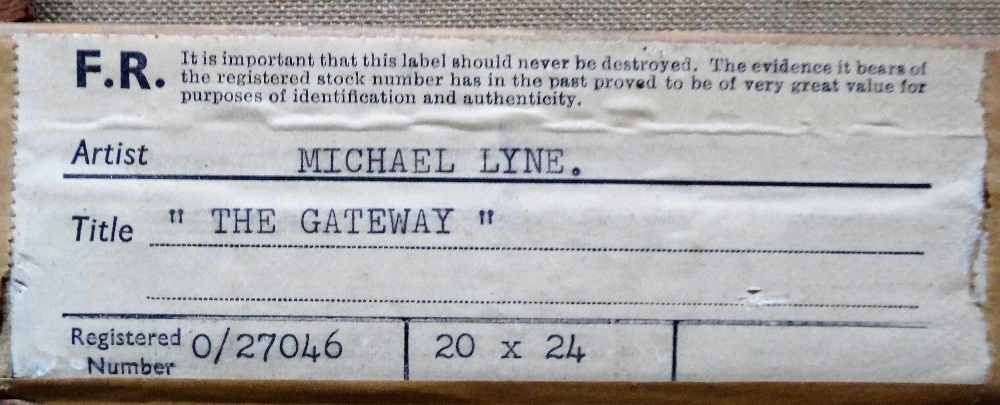 F.R. It is important that this label should never be destroyed. The evidence it bears of
the registered stock number has in the past proved to be of very great value for
purposes of identification and authenticity.
Artist MICHAEL LYNE.
Title " THE GATEWAY "
Registered Number 0/27046 20 x 24